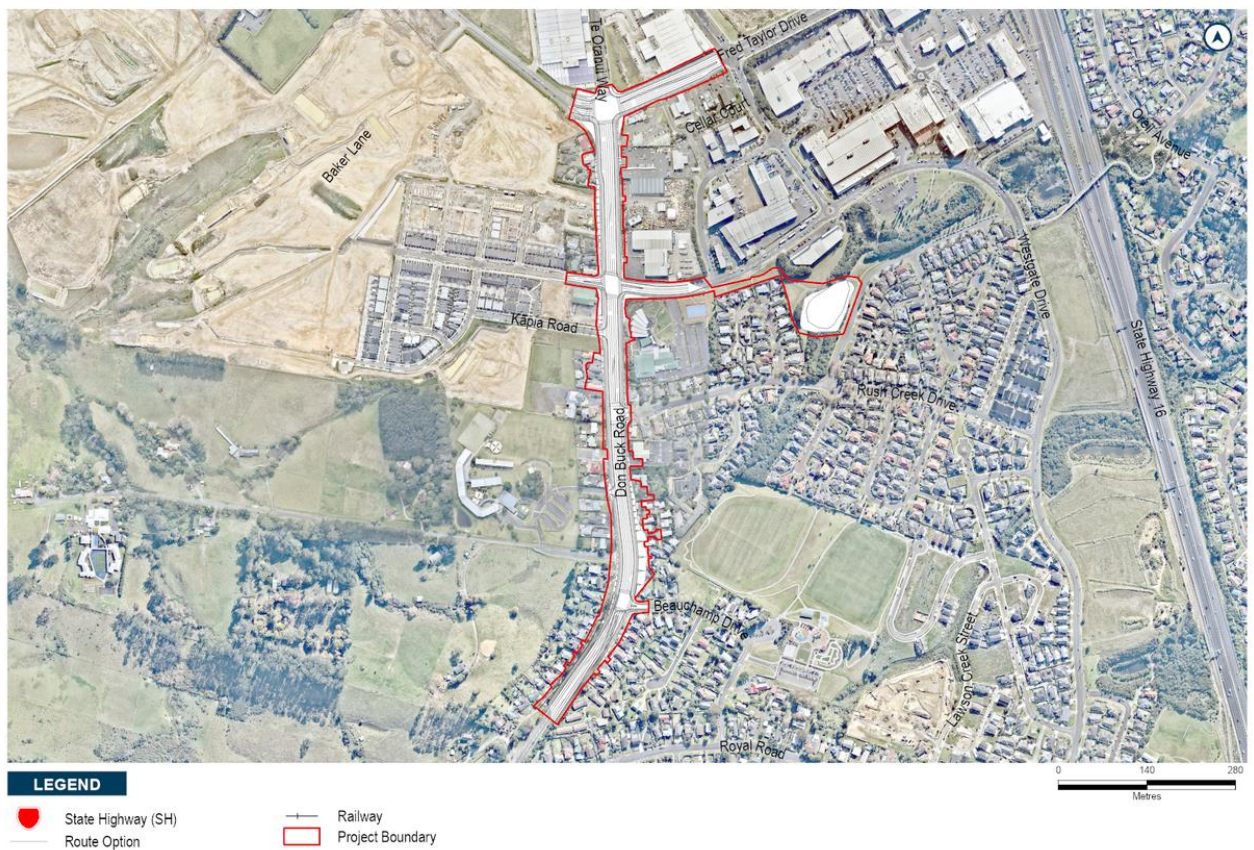 Te Oranui Way
Fred Taylor Drive
Cellar Court
Oreil Avenue
Baker Lane
Westgate Drive
State Highway 16
Kāpia Road
Rush Creek Drive
Don Buck Road
Beauchamp Drive
Lawson Creek Street
Royal Road
LEGEND
State Highway (SH)
Route Option
Railway
Project Boundary
0 140 280
Metres